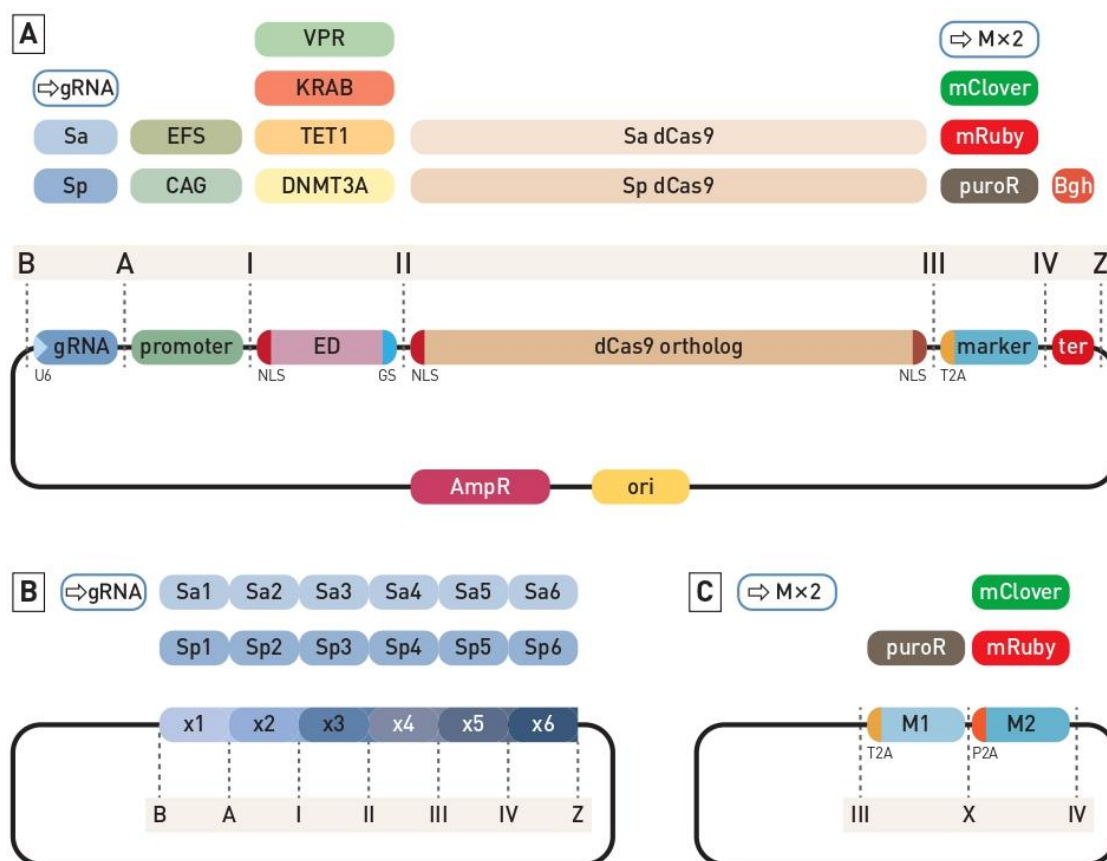 A
VPR
⇨ M×2
⇨gRNA
KRAB
mClover
Sa
EFS
TET1
Sa dCas9
mRuby
Sp
CAG
DNMT3A
Sp dCas9
puroR
Bgh
B A I II III IV Z
gRNA
promoter
ED
dCas9 ortholog
marker
ter
U6
NLS
GS
NLS
NLS
T2A
AmpR
ori
B
⇨gRNA
Sa1 Sa2 Sa3 Sa4 Sa5 Sa6
Sp1 Sp2 Sp3 Sp4 Sp5 Sp6
x1 x2 x3 x4 x5 x6
B A I II III IV Z
C
⇨ M×2
mClover
puroR
mRuby
M1
M2
T2A
P2A
III X IV